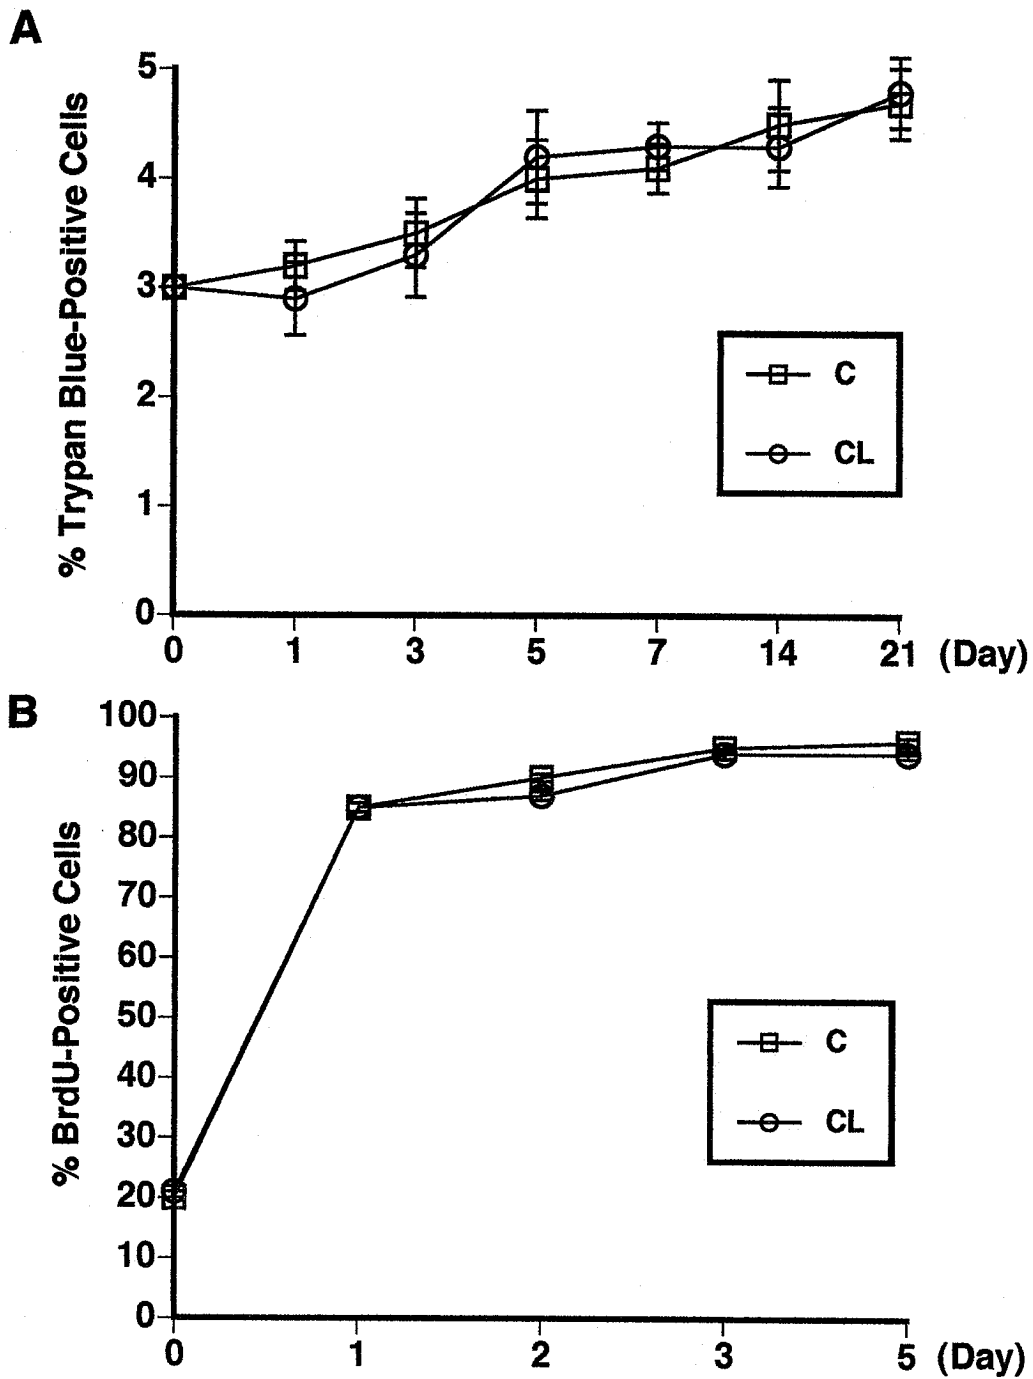 A
% Trypan Blue-Positive Cells
5
4
3
2
1
0
0 1 3 5 7 14 21 (Day)
C
CL
B
% BrdU-Positive Cells
100
90
80
70
60
50
40
30
20
10
0
0 1 2 3 5 (Day)
C
CL